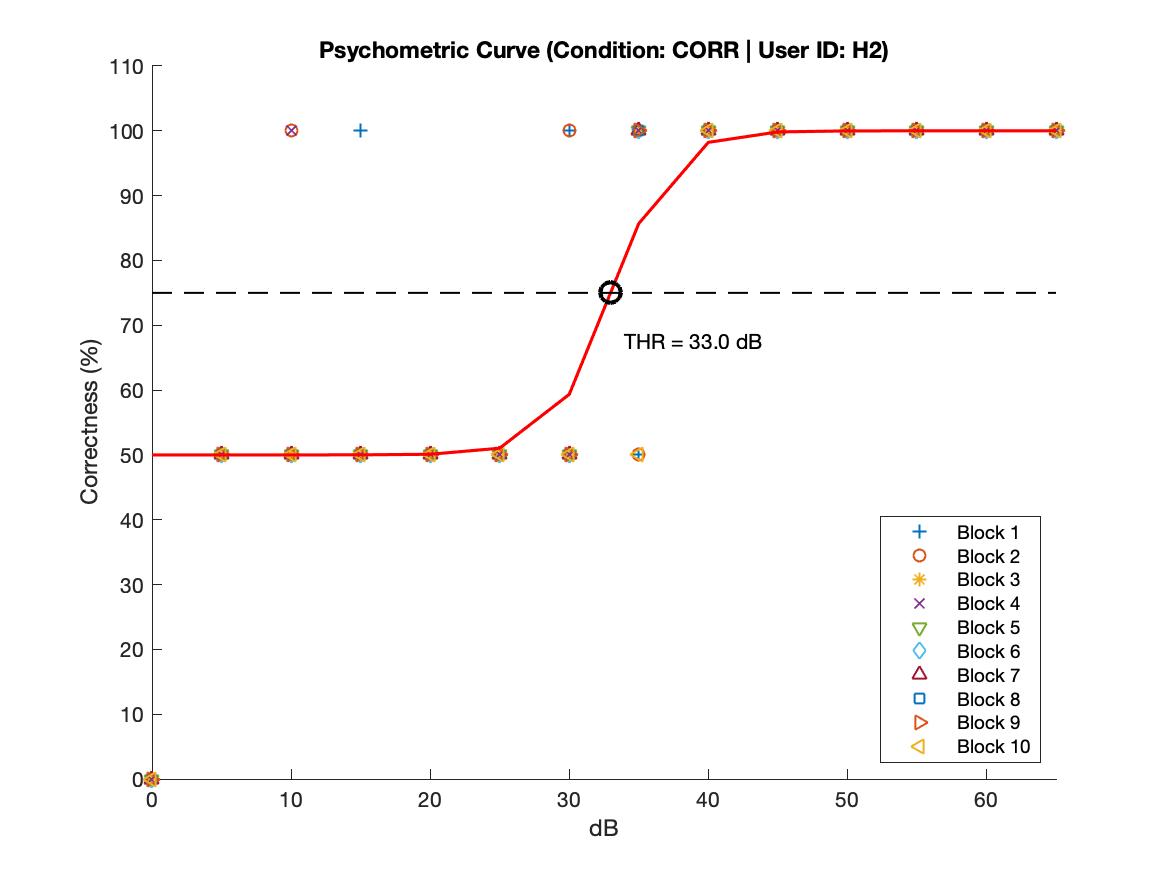 Psychometric Curve (Condition: CORR | User ID: H2)
110
100
90
80
70
60
50
40
30
20
10
0
Correctness (%)
THR = 33.0 dB
Block 1
Block 2
Block 3
Block 4
Block 5
Block 6
Block 7
Block 8
Block 9
Block 10
0 10 20 30 40 50 60
dB